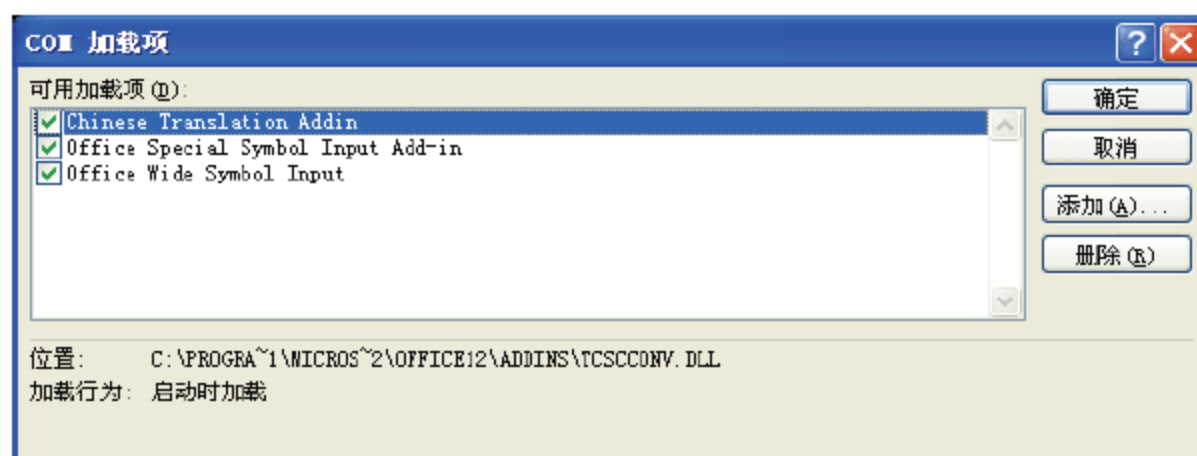 COM 加载项
可用加载项(D):
Chinese Translation Addin
Office Special Symbol Input Add-in
Office Wide Symbol Input
确定
取消
添加(A)...
删除(R)
位置: C:\PROGRA~1\MICROS~2\OFFICE12\ADDINS\TCSCCONV.DLL
加载行为: 启动时加载